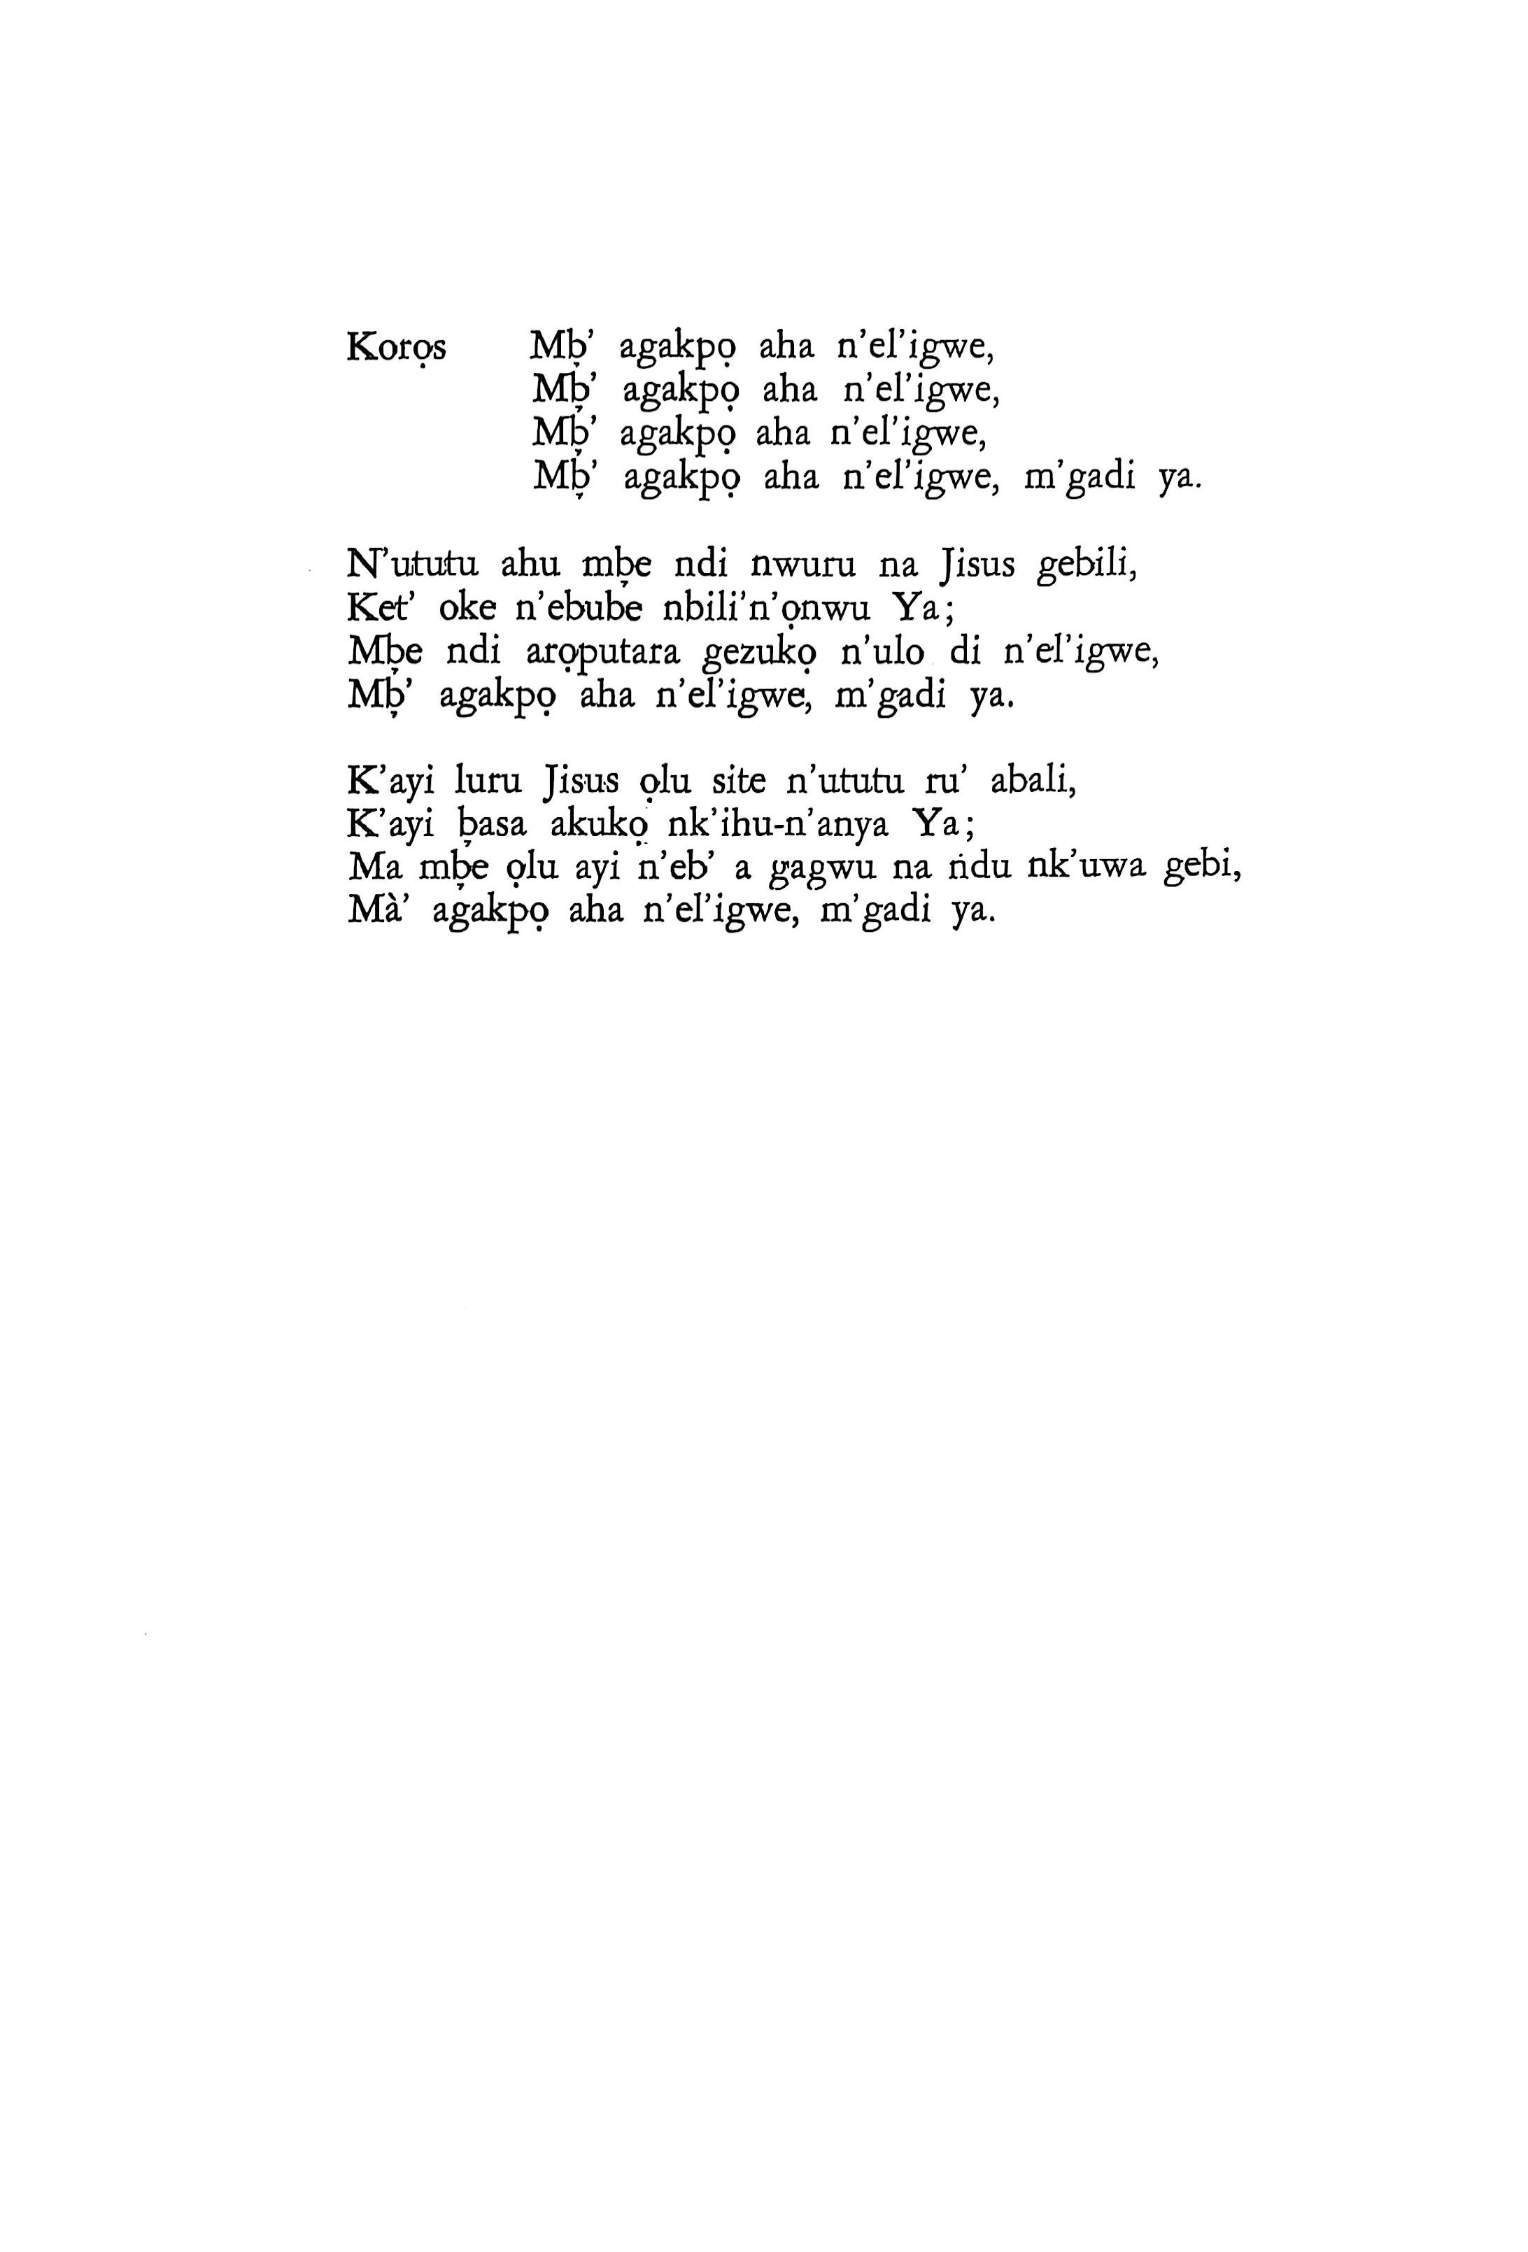 Korọs Mḅ’ agakpọ aha n’el’igwe,
Mḅ’ agakpọ aha n’el’igwe,
Mḅ’ agakpọ aha n’el’igwe,
Mḅ’ agakpọ aha n’el’igwe, m’gadi ya.
N’ututu ahu mḅe ndi nwuru na Jisus gebili,
Ket’ oke n’ebube nbili’n’ọnwu Ya;
Mḅe ndi arọputara gezukọ n’ulo di n’el’igwe,
Mḅ’ agakpọ aha n’el’igwe, m’gadi ya.
K’ayi luru Jisus ọlu site n’ututu ru’ abali,
K’ayi ḅasa akukọ nk’ihu-n’anya Ya;
Ma mḅe ọlu ayi n’eb’ a gagwu na ṅdu nk’uwa gebi,
Mà’ agakpọ aha n’el’igwe, m’gadi ya.